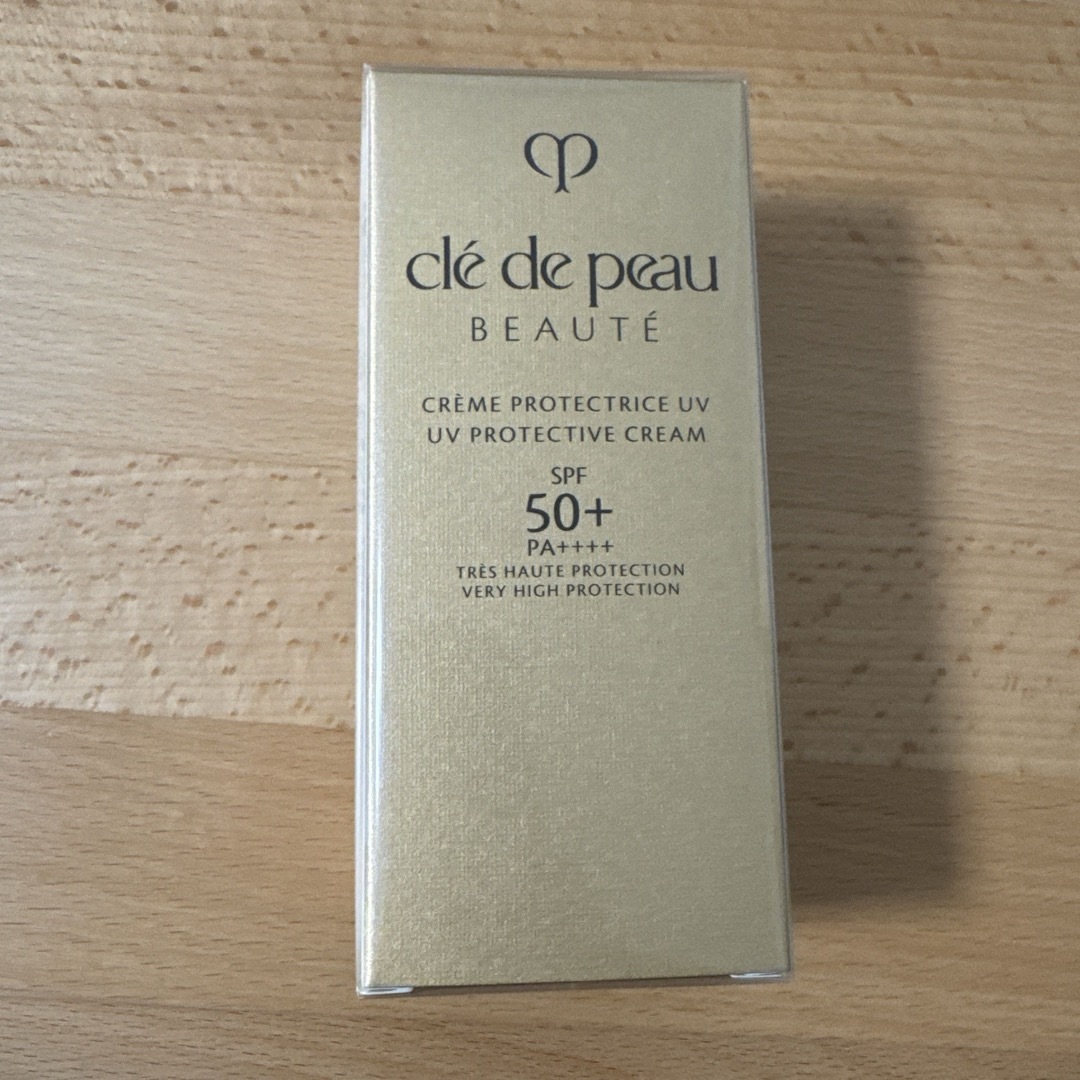 clé de peau
BEAUTÉ
CRÈME PROTECTRICE UV
UV PROTECTIVE CREAM
SPF
50+
PA++++
TRÈS HAUTE PROTECTION
VERY HIGH PROTECTION